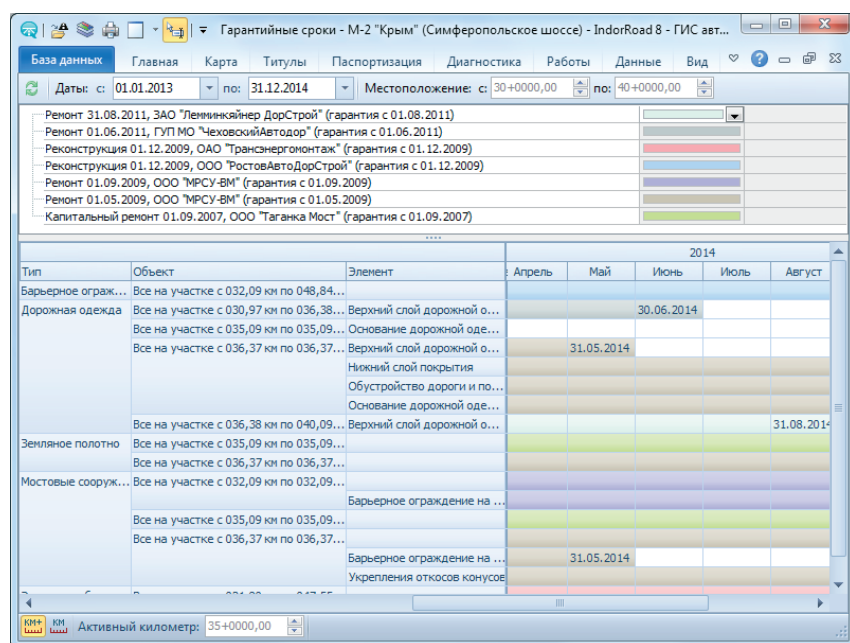 Гарантийные сроки - М-2 "Крым" (Симферопольское шоссе) - IndorRoad 8 - ГИС авт...
База данных Главная Карта Титулы Паспортизация Диагностика Работы Данные Вид
Даты: с: 01.01.2013 по: 31.12.2014 Местоположение: с: 30+0000,00 по: 40+0000,00
Ремонт 31.08.2011, ЗАО "Лемминкяйнер ДорСтрой" (гарантия с 01.08.2011)
Ремонт 01.06.2011, ГУП МО "ЧеховскийАвтодор" (гарантия с 01.06.2011)
Реконструкция 01.12.2009, ОАО "Трансэнергомонтаж" (гарантия с 01.12.2009)
Реконструкция 01.12.2009, ООО "РостовАвтоДорСтрой" (гарантия с 01.12.2009)
Ремонт 01.09.2009, ООО "МРСУ-ВМ" (гарантия с 01.09.2009)
Ремонт 01.05.2009, ООО "МРСУ-ВМ" (гарантия с 01.05.2009)
Капитальный ремонт 01.09.2007, ООО "Таганка Мост" (гарантия с 01.09.2007)
2014
Тип Объект Элемент Апрель Май Июнь Июль Август
Барьерное ограж... Все на участке с 032,09 км по 048,84...
Дорожная одежда Все на участке с 030,97 км по 036,38... Верхний слой дорожной о... 30.06.2014
Все на участке с 035,09 км по 035,09... Основание дорожной оде...
Все на участке с 036,37 км по 036,37... Верхний слой дорожной о... 31.05.2014
Нижний слой покрытия
Обустройство дороги и по...
Основание дорожной оде...
Все на участке с 036,38 км по 040,09... Верхний слой дорожной о... 31.08.2014
Земляное полотно Все на участке с 035,09 км по 035,09...
Все на участке с 036,37 км по 036,37...
Мостовые сооруж... Все на участке с 032,09 км по 032,09...
Барьерное ограждение на ...
Все на участке с 035,09 км по 035,09...
Все на участке с 036,37 км по 036,37...
Барьерное ограждение на ... 31.05.2014
Укрепления откосов конусов
КМ+ КМ Активный километр: 35+0000,00